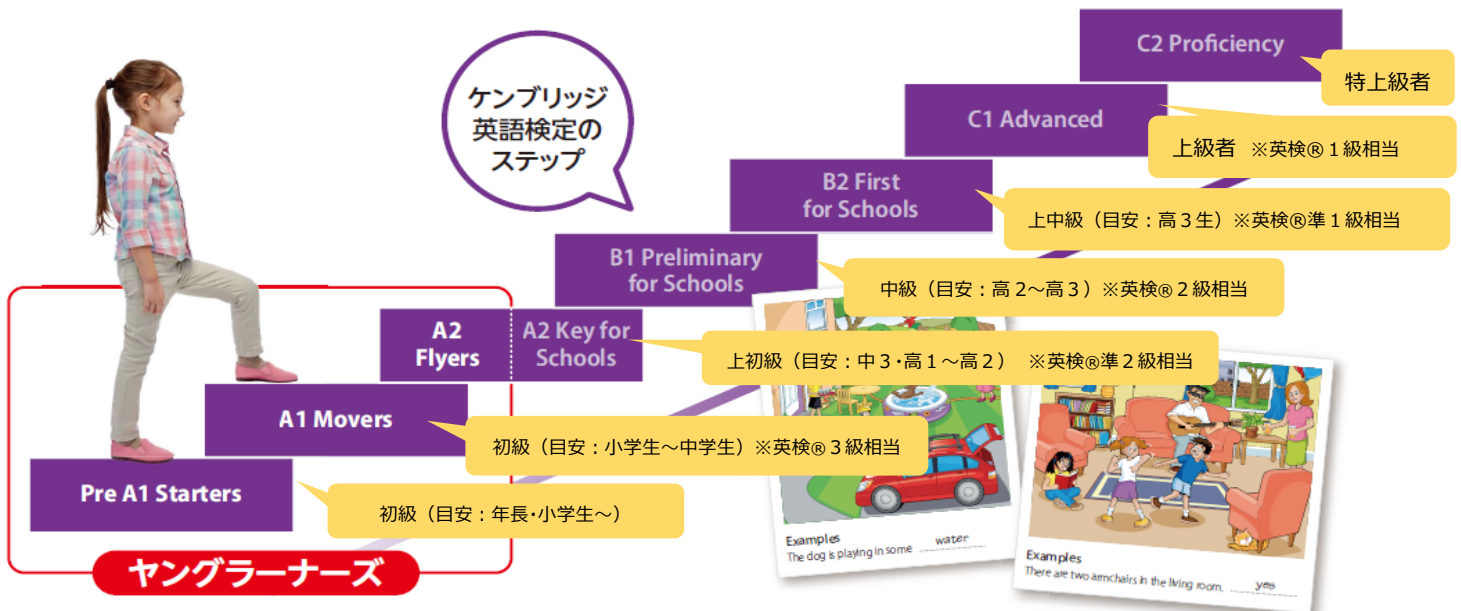 ケンブリッジ
英語検定の
ステップ
C2 Proficiency
特上級者
C1 Advanced
上級者 ※英検®１級相当
B2 First
for Schools
上中級（目安：高３生）※英検®準１級相当
B1 Preliminary
for Schools
中級（目安：高２～高３）※英検®２級相当
A2
Flyers
A2 Key for
Schools
上初級（目安：中３・高１～高２） ※英検®準２級相当
A1 Movers
初級（目安：小学生～中学生）※英検®３級相当
Pre A1 Starters
初級（目安：年長・小学生～）
ヤングラーナーズ
Examples
The dog is playing in some water
Examples
There are two armchairs in the living room. yes